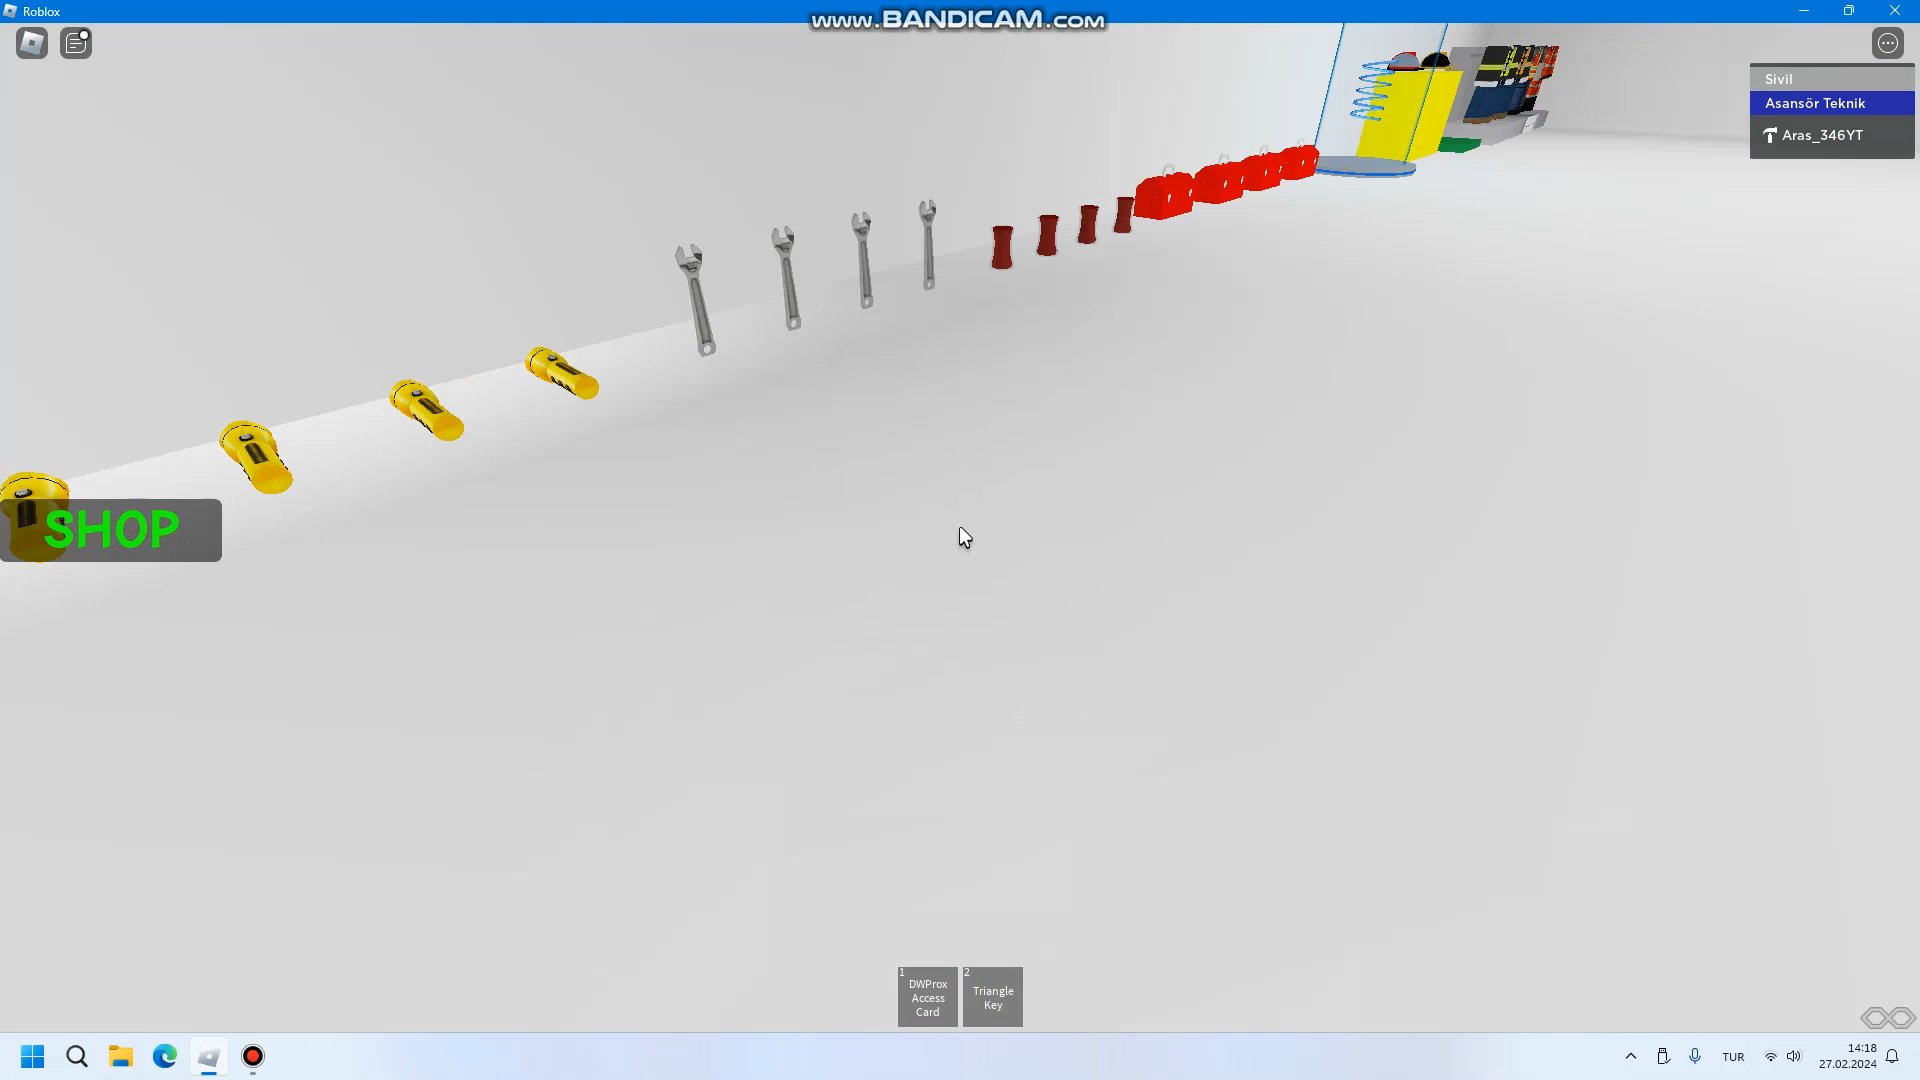 Roblox
www.BANDICAM.com
Sivil
Asansör Teknik
Aras_346YT
SHOP
1
DWProx
Access
Card
2
Triangle
Key
TUR
14:18
27.02.2024